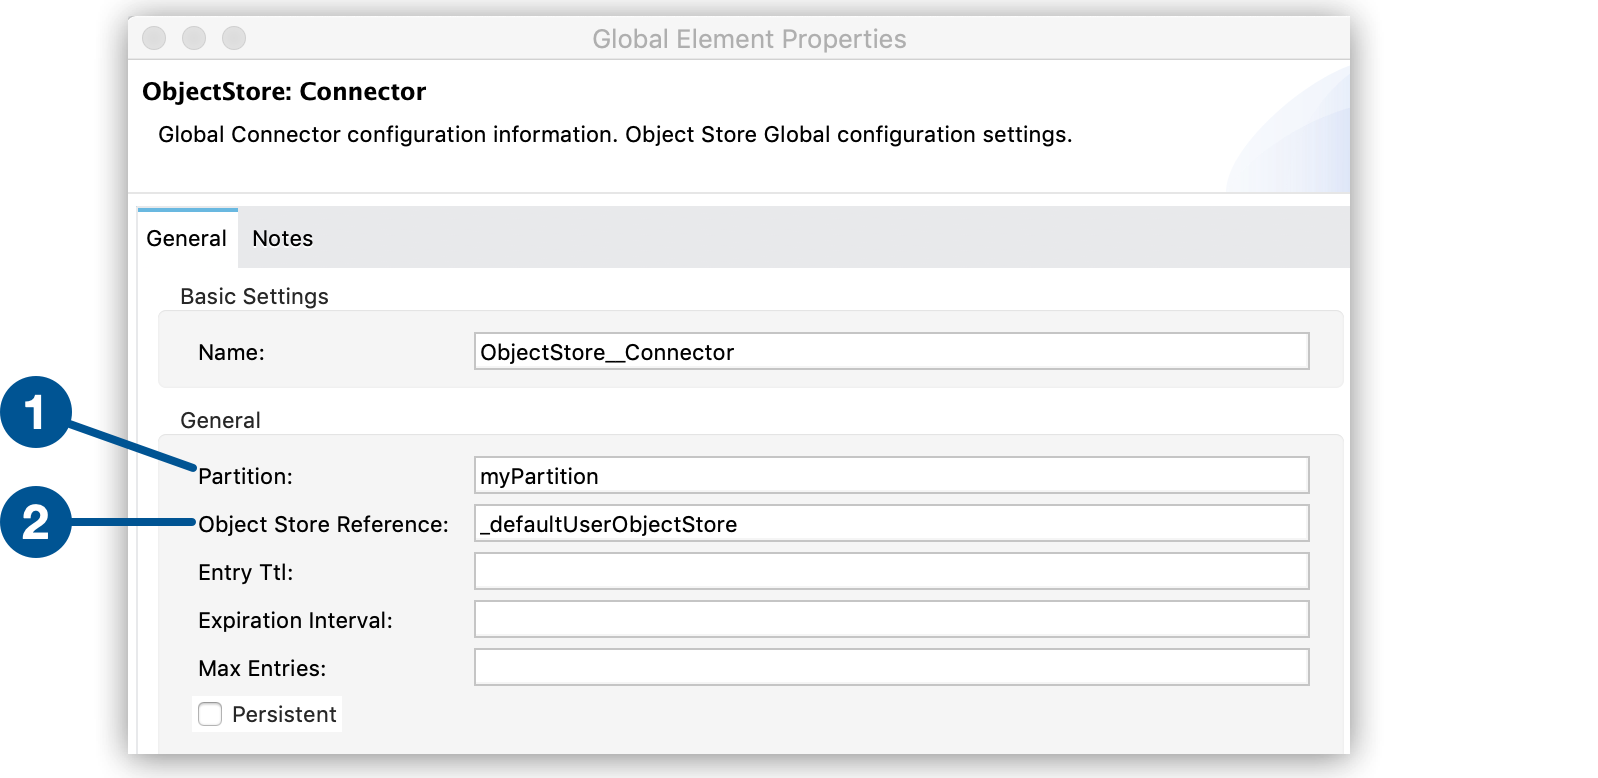 Global Element Properties
ObjectStore: Connector
Global Connector configuration information. Object Store Global configuration settings.
General Notes
Basic Settings
Name: ObjectStore__Connector
General
1 Partition: myPartition
2 Object Store Reference: _defaultUserObjectStore
Entry Ttl:
Expiration Interval:
Max Entries:
Persistent